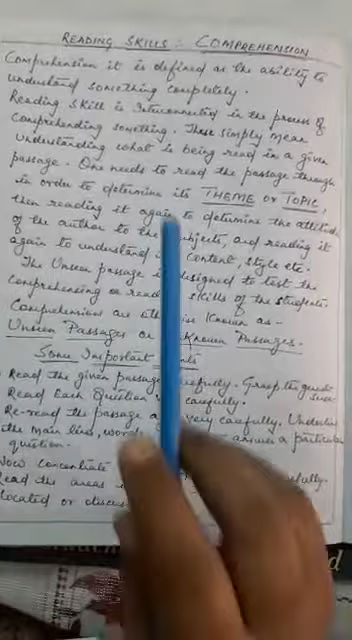 READING SKILLS : COMPREHENSION
Comprehension it is defined as the ability to
understand something completely.
Reading skill is interconnected in the process of
comprehending something. These simply mean
understanding what is being read in a given
passage. One needs to read the passage through
in order to determine its THEME or TOPIC,
then reading it again to determine the attitude
of the author to the subject, and reading it
again to understand content, style etc.
The Unseen passage is designed to test the
comprehending or read skills of the students.
Comprehension are Known as -
Unseen Passages or Known Passages.
Some Important
Read the given passage carefully. Grasp the
Read Each Question carefully.
Re-read the passage very carefully. Underline
the main lines, words answer a particular
question.
Now concentrate
Read the areas
located or